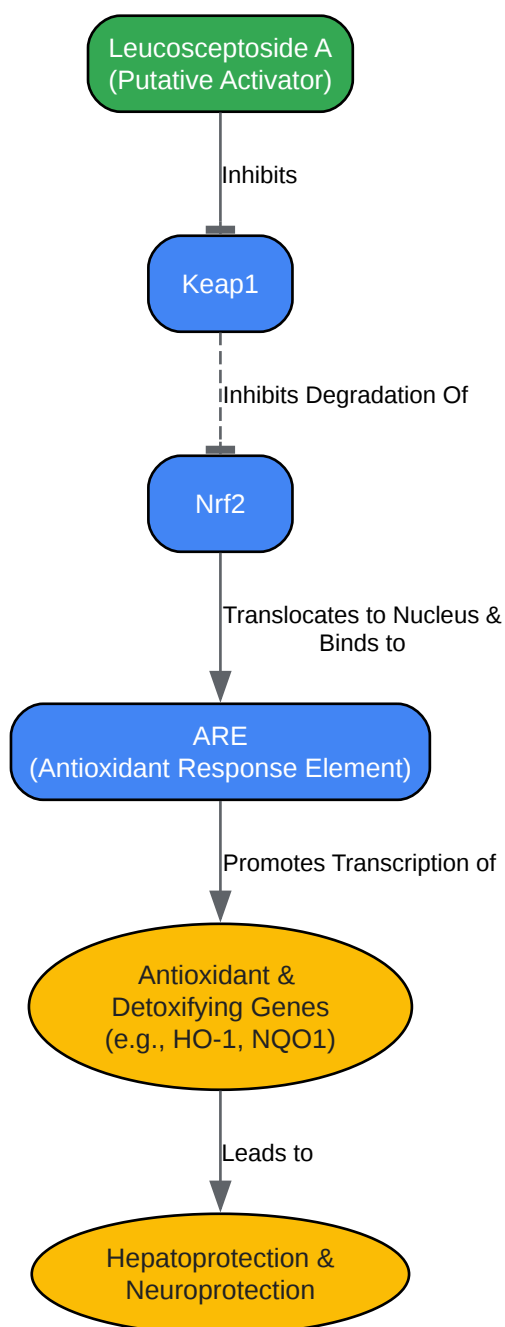 Leucosceptoside A
(Putative Activator)
Inhibits
Keap1
Inhibits Degradation Of
Nrf2
Translocates to Nucleus &
Binds to
ARE
(Antioxidant Response Element)
Promotes Transcription of
Antioxidant &
Detoxifying Genes
(e.g., HO-1, NQO1)
Leads to
Hepatoprotection &
Neuroprotection